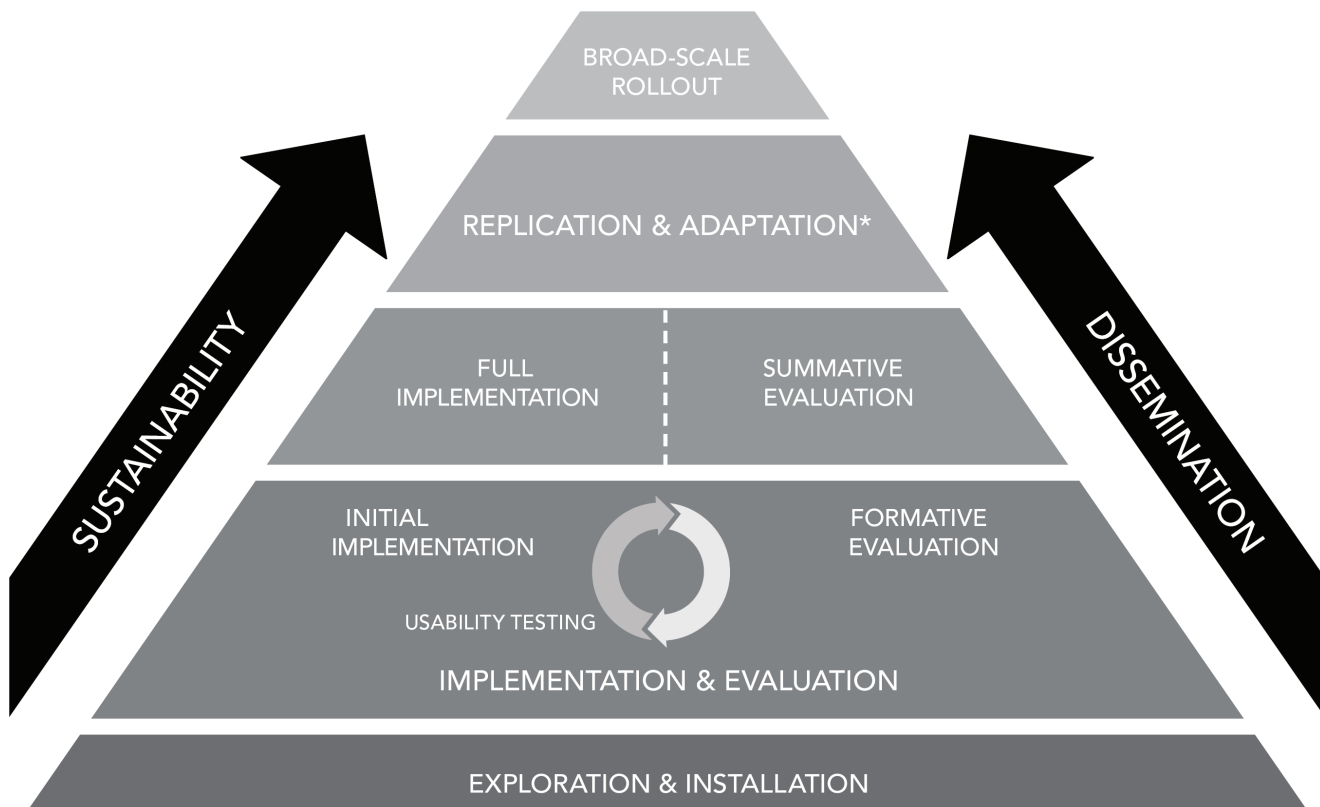 BROAD-SCALE
ROLLOUT
REPLICATION & ADAPTATION*
SUSTAINABILITY
DISSEMINATION
FULL
IMPLEMENTATION
SUMMATIVE
EVALUATION
INITIAL
IMPLEMENTATION
FORMATIVE
EVALUATION
USABILITY TESTING
IMPLEMENTATION & EVALUATION
EXPLORATION & INSTALLATION